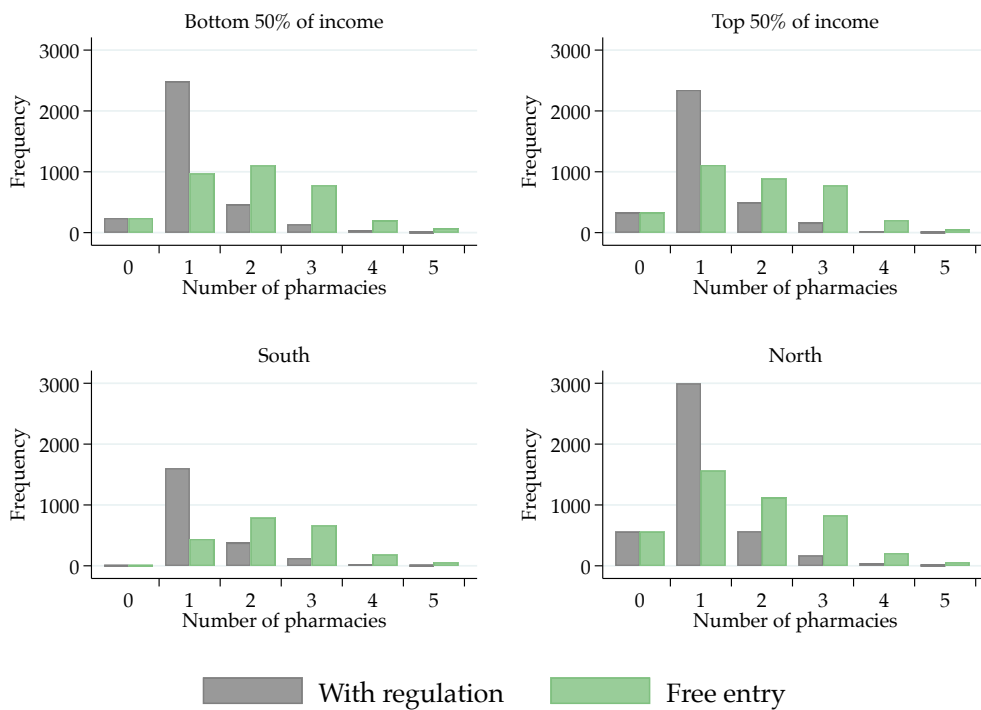 Bottom 50% of income
3000
2000
1000
0
Frequency
0 1 2 3 4 5
Number of pharmacies
Top 50% of income
3000
2000
1000
0
Frequency
0 1 2 3 4 5
Number of pharmacies
South
3000
2000
1000
0
Frequency
0 1 2 3 4 5
Number of pharmacies
North
3000
2000
1000
0
Frequency
0 1 2 3 4 5
Number of pharmacies
With regulation Free entry